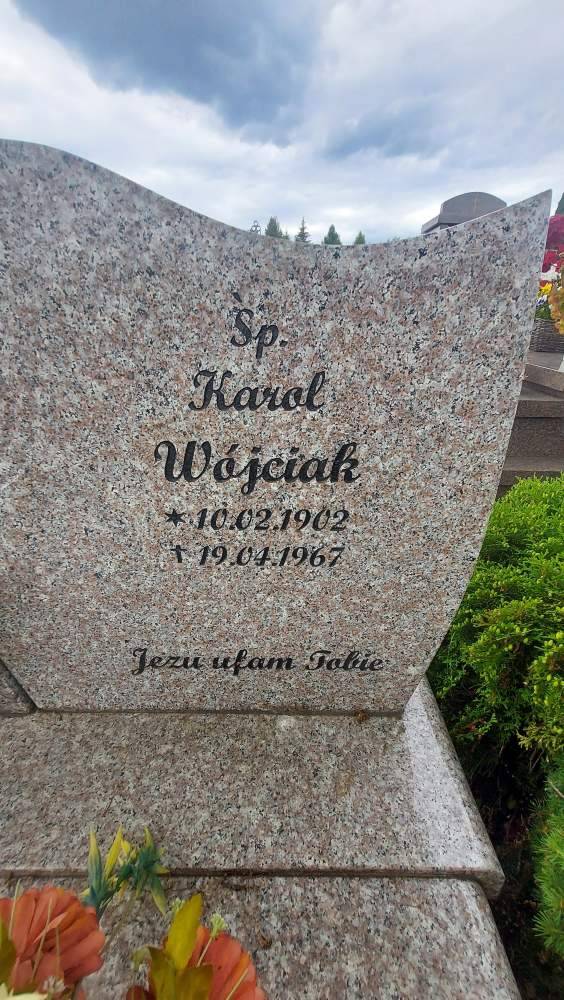 Śp.
Karol
Wójciak
* 10.02.1902
† 19.04.1967
Jezu ufam Tobie